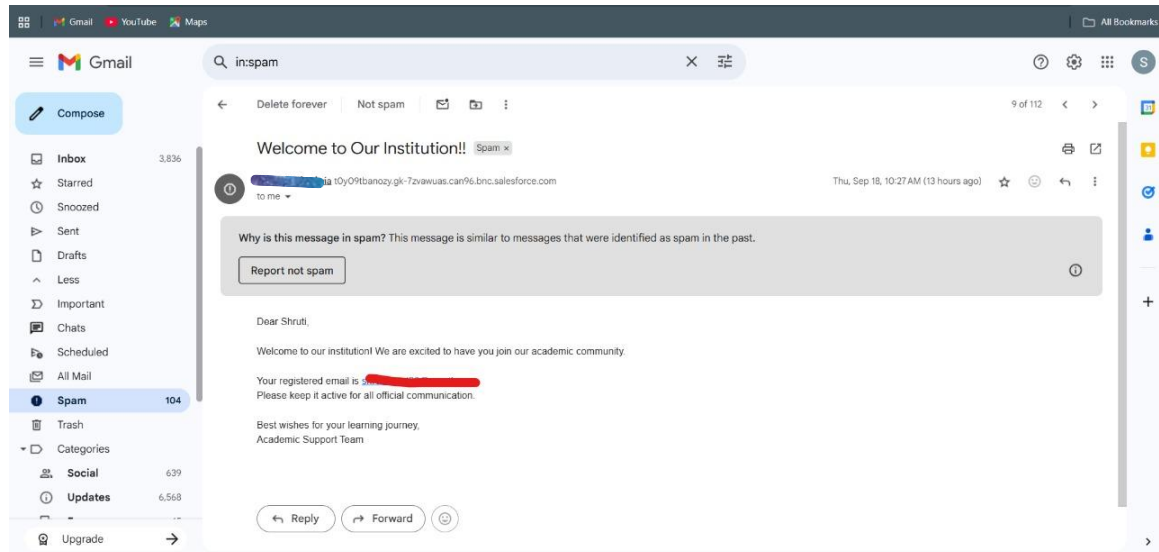 Gmail YouTube Maps All Bookmarks
Gmail in:spam S
Compose
Delete forever Not spam 9 of 112
Welcome to Our Institution!! Spam ×
Inbox 3,836
Starred
t0yO9tbanozy.gk-7zvawuas.can96.bnc.salesforce.com Thu, Sep 18, 10:27 AM (13 hours ago)
to me
Snoozed
Sent
Why is this message in spam? This message is similar to messages that were identified as spam in the past.
Drafts
Report not spam
Less
Important
Chats
Scheduled
All Mail
Spam 104
Trash
Categories
Social 639
Updates 6,568
Upgrade
Dear Shruti,
Welcome to our institution! We are excited to have you join our academic community.
Your registered email is
Please keep it active for all official communication.
Best wishes for your learning journey,
Academic Support Team
Reply Forward